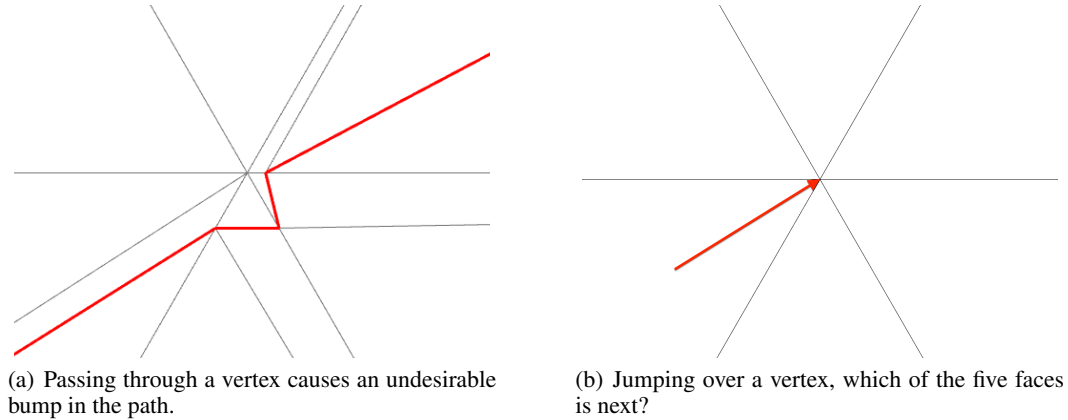 (a) Passing through a vertex causes an undesirable
bump in the path.
(b) Jumping over a vertex, which of the five faces
is next?